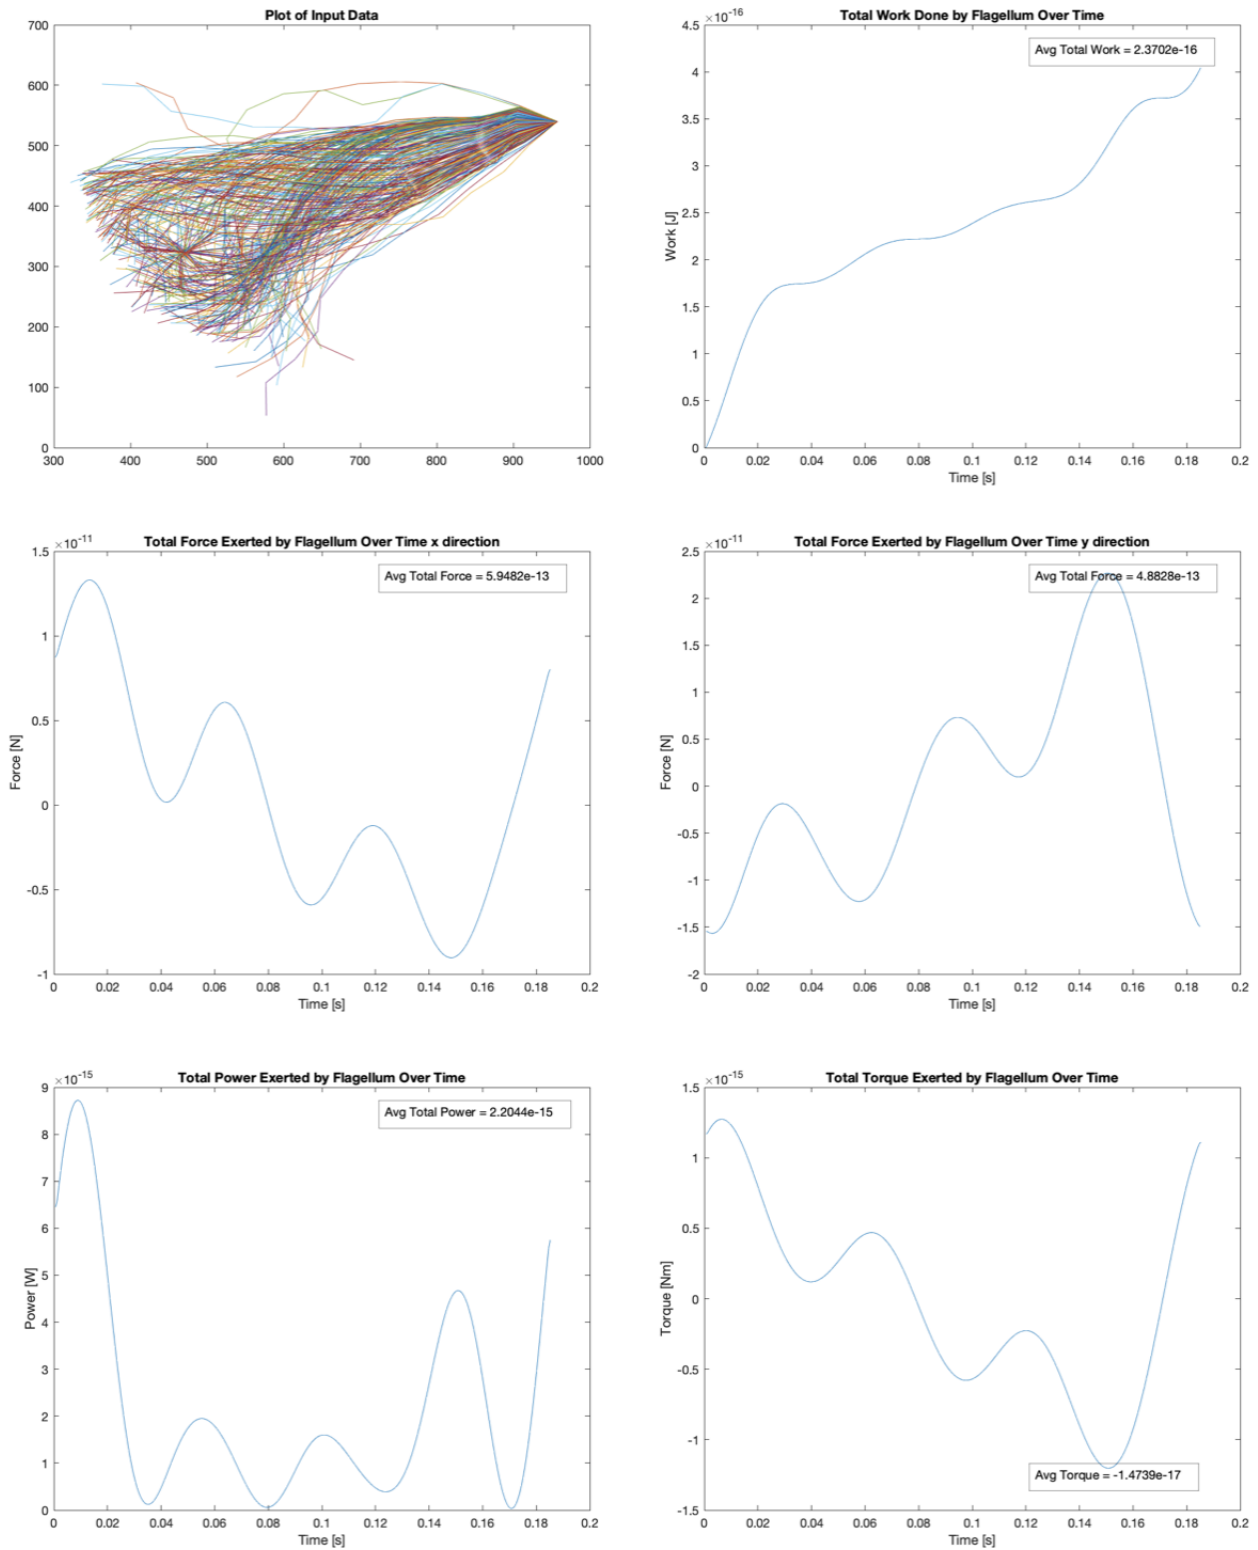 Plot of Input Data
700
600
500
400
300
200
100
0
300 400 500 600 700 800 900 1000
Total Work Done by Flagellum Over Time
×10-16
Avg Total Work = 2.3702e-16
4.5
4
3.5
3
2.5
2
1.5
1
0.5
0
Work [J]
0 0.02 0.04 0.06 0.08 0.1 0.12 0.14 0.16 0.18 0.2
Time [s]
Total Force Exerted by Flagellum Over Time x direction
×10-11
Avg Total Force = 5.9482e-13
1.5
1
0.5
0
-0.5
-1
Force [N]
0 0.02 0.04 0.06 0.08 0.1 0.12 0.14 0.16 0.18 0.2
Time [s]
Total Force Exerted by Flagellum Over Time y direction
×10-11
Avg Total Force = 4.8828e-13
2.5
2
1.5
1
0.5
0
-0.5
-1
-1.5
-2
Force [N]
0 0.02 0.04 0.06 0.08 0.1 0.12 0.14 0.16 0.18 0.2
Time [s]
Total Power Exerted by Flagellum Over Time
×10-15
Avg Total Power = 2.2044e-15
9
8
7
6
5
4
3
2
1
0
Power [W]
0 0.02 0.04 0.06 0.08 0.1 0.12 0.14 0.16 0.18 0.2
Time [s]
Total Torque Exerted by Flagellum Over Time
×10-15
1.5
1
0.5
0
-0.5
-1
-1.5
Torque [Nm]
Avg Torque = -1.4739e-17
0 0.02 0.04 0.06 0.08 0.1 0.12 0.14 0.16 0.18 0.2
Time [s]